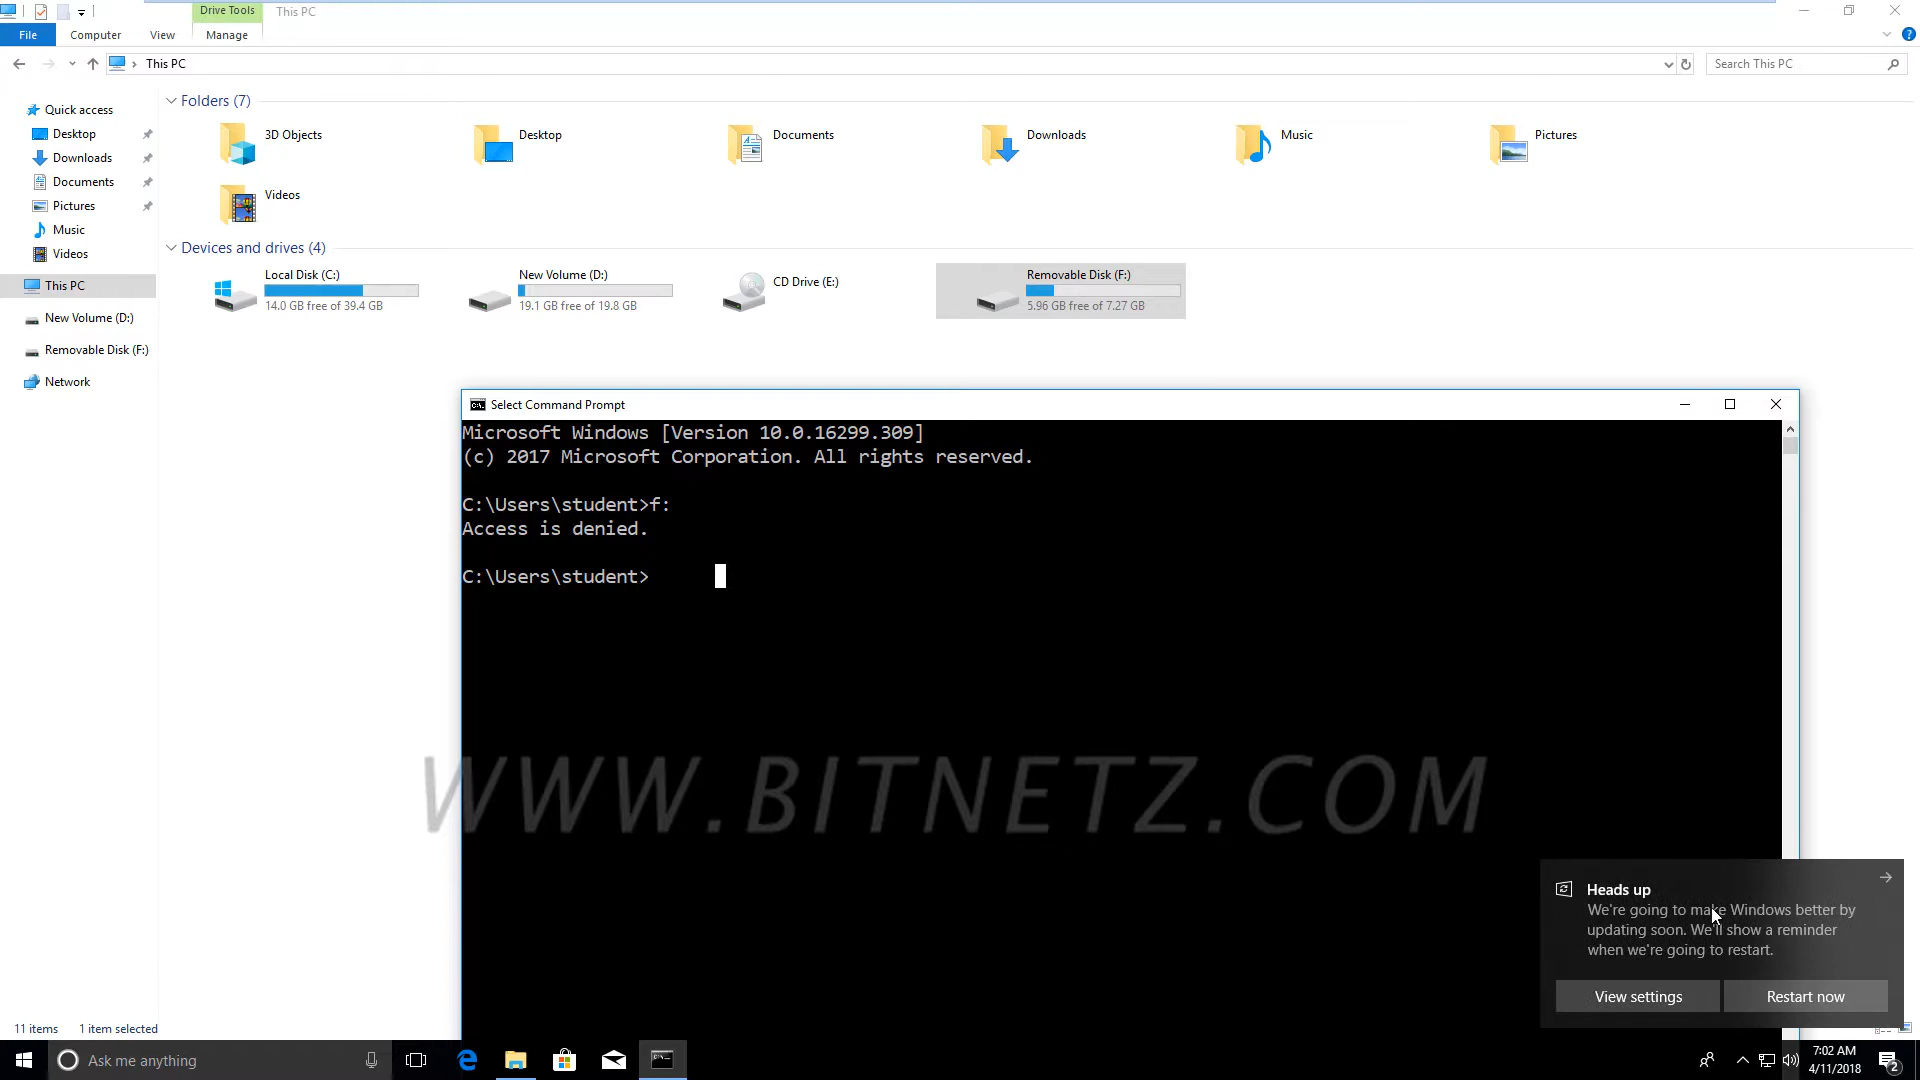 Drive Tools
This PC
File
Computer
View
Manage
This PC
Search This PC
Quick access
Desktop
Downloads
Documents
Pictures
Music
Videos
This PC
New Volume (D:)
Removable Disk (F:)
Network
Folders (7)
3D Objects
Desktop
Documents
Downloads
Music
Pictures
Videos
Devices and drives (4)
Local Disk (C:)
14.0 GB free of 39.4 GB
New Volume (D:)
19.1 GB free of 19.8 GB
CD Drive (E:)
Removable Disk (F:)
5.96 GB free of 7.27 GB
Select Command Prompt
Microsoft Windows [Version 10.0.16299.309]
(c) 2017 Microsoft Corporation. All rights reserved.
C:\Users\student>f:
Access is denied.
C:\Users\student>
WWW.BITNETZ.COM
Heads up
We're going to make Windows better by
updating soon. We'll show a reminder
when we're going to restart.
View settings
Restart now
11 items
1 item selected
Ask me anything
7:02 AM
4/11/2018
2